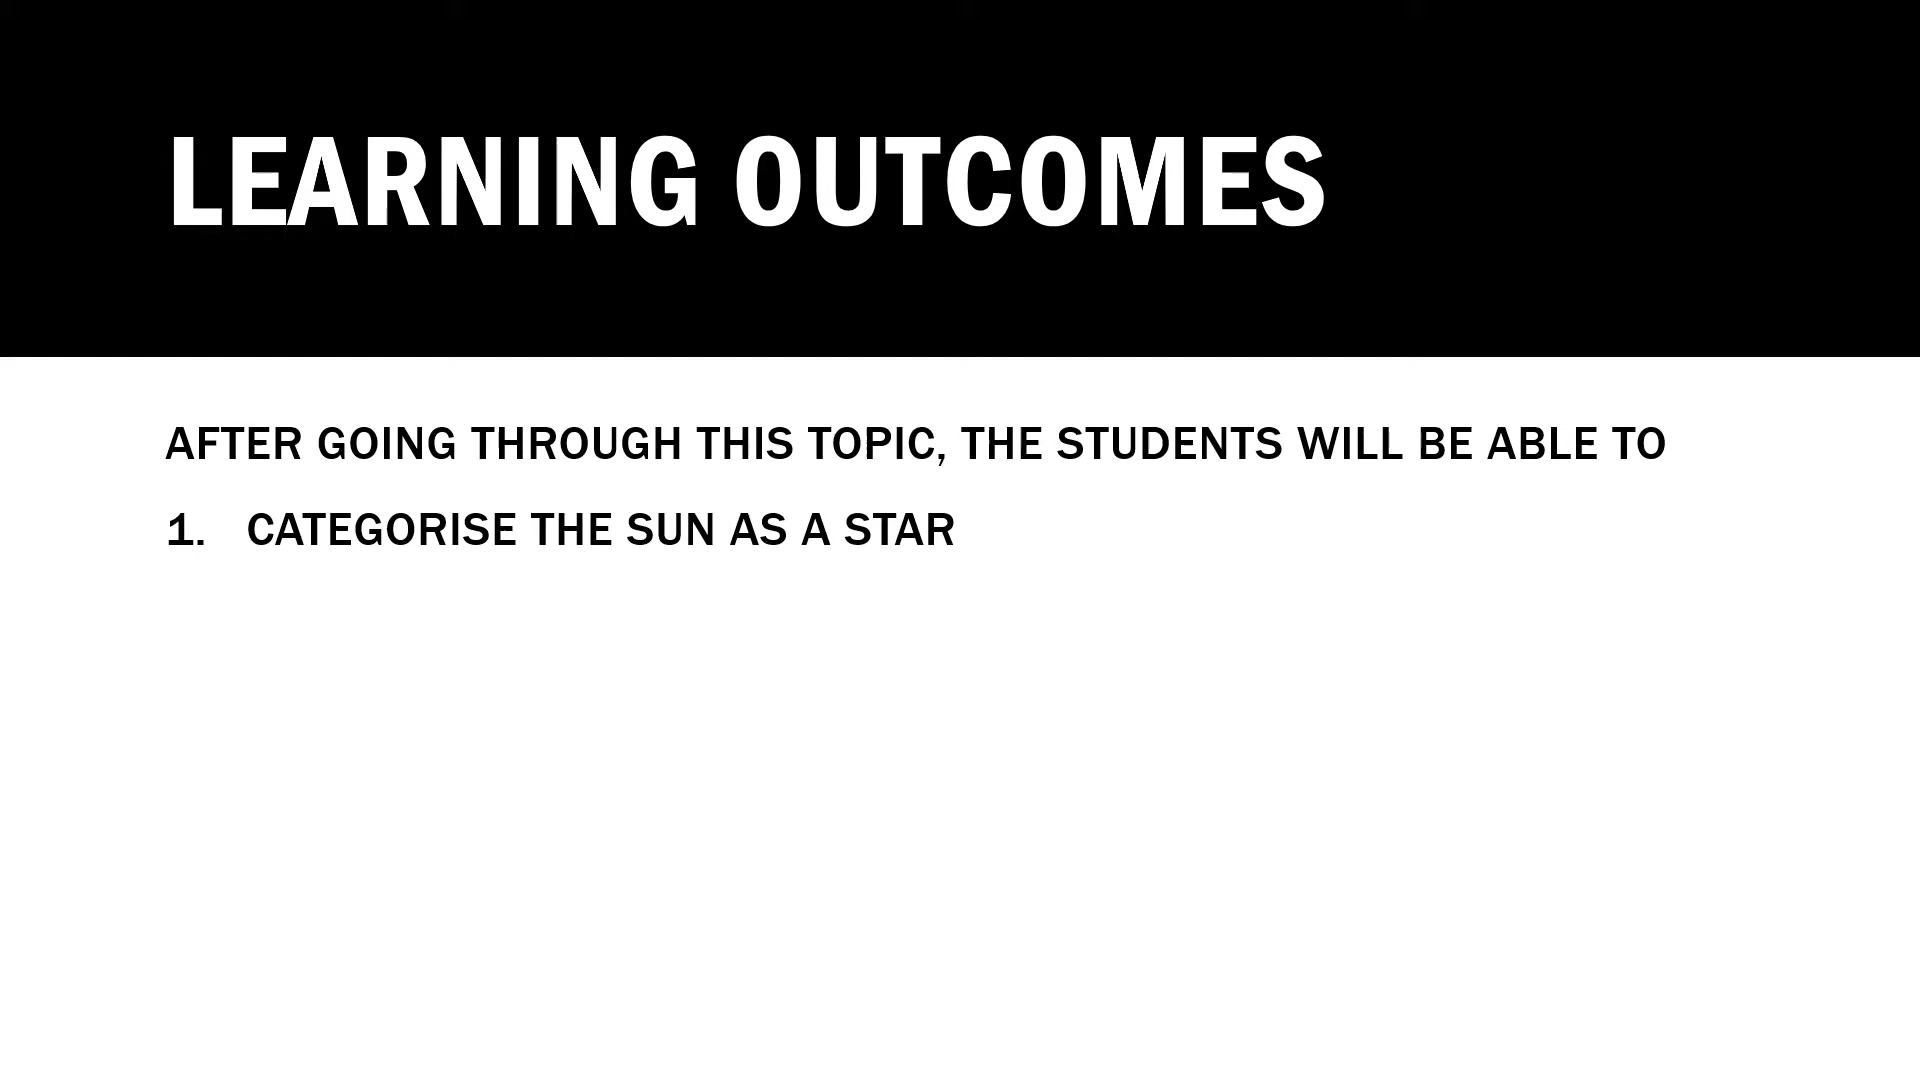 LEARNING OUTCOMES
AFTER GOING THROUGH THIS TOPIC, THE STUDENTS WILL BE ABLE TO
1. CATEGORISE THE SUN AS A STAR